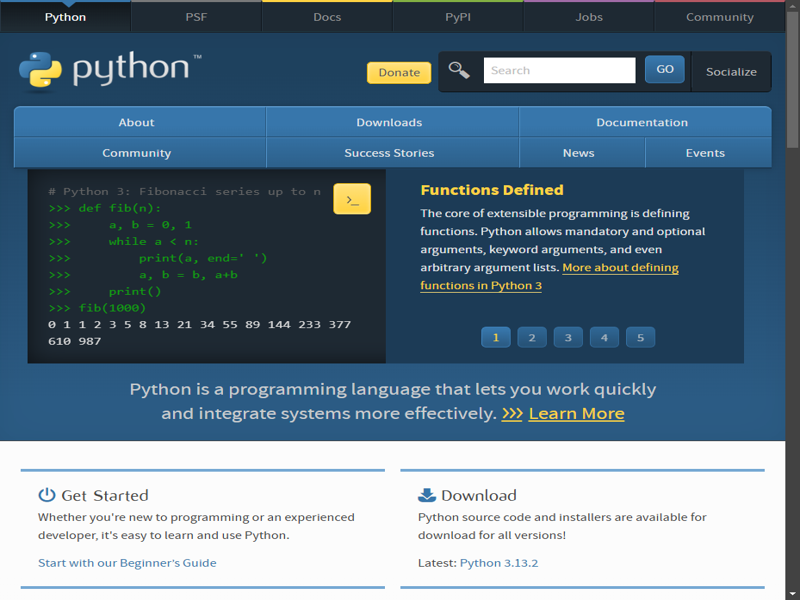 Python PSF Docs PyPI Jobs Community
python™ Donate Search GO Socialize
About Downloads Documentation
Community Success Stories News Events
# Python 3: Fibonacci series up to n
>>> def fib(n):
>>>     a, b = 0, 1
>>>     while a < n:
>>>         print(a, end=' ')
>>>         a, b = b, a+b
>>>     print()
>>> fib(1000)
0 1 1 2 3 5 8 13 21 34 55 89 144 233 377
610 987
>_
Functions Defined
The core of extensible programming is defining
functions. Python allows mandatory and optional
arguments, keyword arguments, and even
arbitrary argument lists. More about defining
functions in Python 3
1 2 3 4 5
Python is a programming language that lets you work quickly
and integrate systems more effectively. >>> Learn More
Get Started
Whether you're new to programming or an experienced
developer, it's easy to learn and use Python.
Start with our Beginner's Guide
Download
Python source code and installers are available for
download for all versions!
Latest: Python 3.13.2